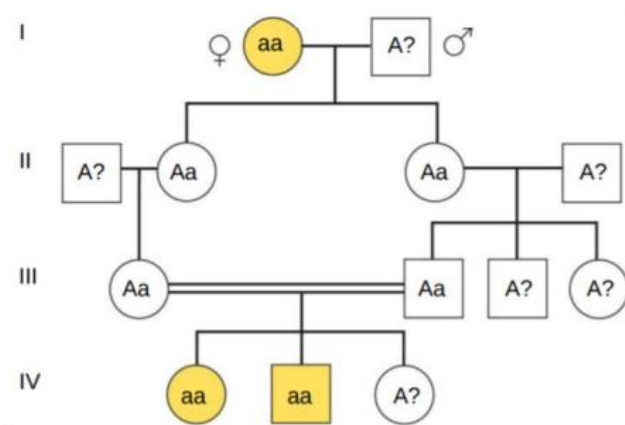 I
♀ aa A? ♂
II
A? Aa Aa A?
III
Aa Aa A? A?
IV
aa aa A?